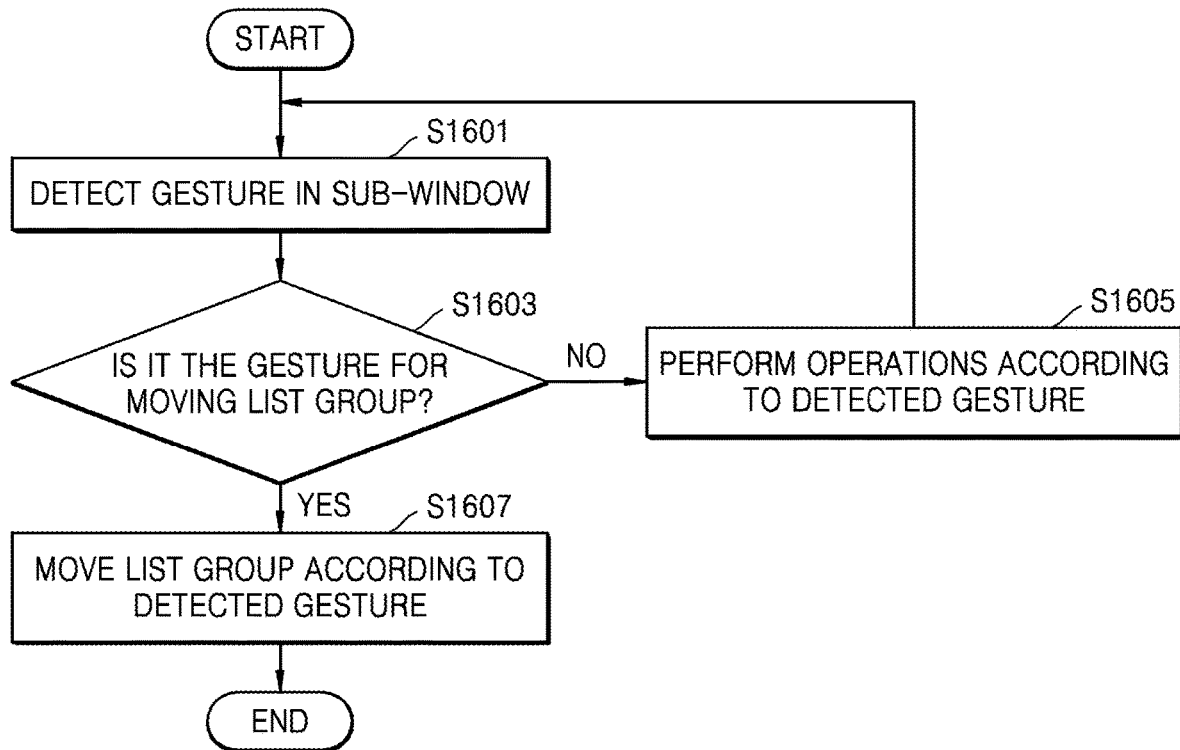 START
S1601
DETECT GESTURE IN SUB-WINDOW
S1603
IS IT THE GESTURE FOR
MOVING LIST GROUP?
NO
S1605
PERFORM OPERATIONS ACCORDING
TO DETECTED GESTURE
YES
S1607
MOVE LIST GROUP ACCORDING TO
DETECTED GESTURE
END